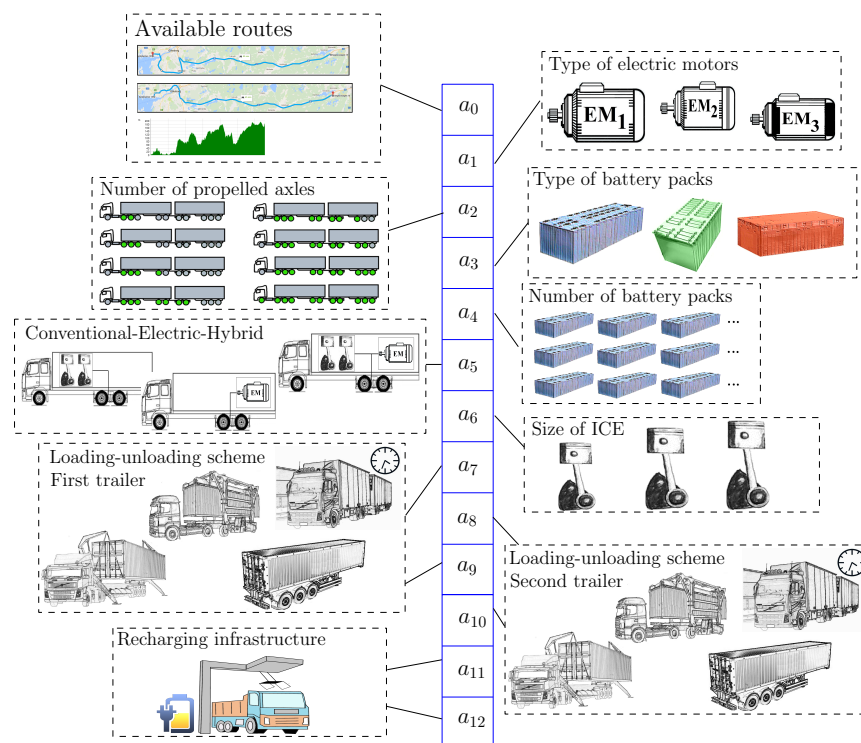 Available routes
Type of electric motors
EM1
EM2
EM3
Number of propelled axles
Type of battery packs
Number of battery packs
...
...
...
Conventional-Electric-Hybrid
EM
EM
Size of ICE
Loading-unloading scheme
First trailer
Loading-unloading scheme
Second trailer
Recharging infrastructure
a0
a1
a2
a3
a4
a5
a6
a7
a8
a9
a10
a11
a12